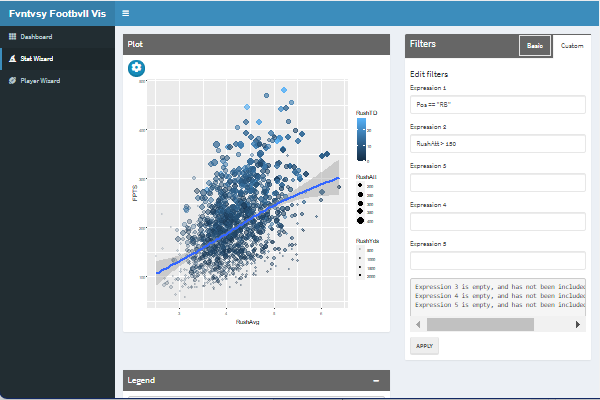 Fvntvsy Footbvll Vis
Dashboard
Stat Wizard
Player Wizard
Plot
FPTS
RushAvg
RushTD
RushAtt
RushYds
Legend
Filters
Basic
Custom
Edit filters
Expression 1
Pos == "RB"
Expression 2
RushAtt > 150
Expression 3
Expression 4
Expression 5
Expression 3 is empty, and has not been included
Expression 4 is empty, and has not been included
Expression 5 is empty, and has not been included
APPLY